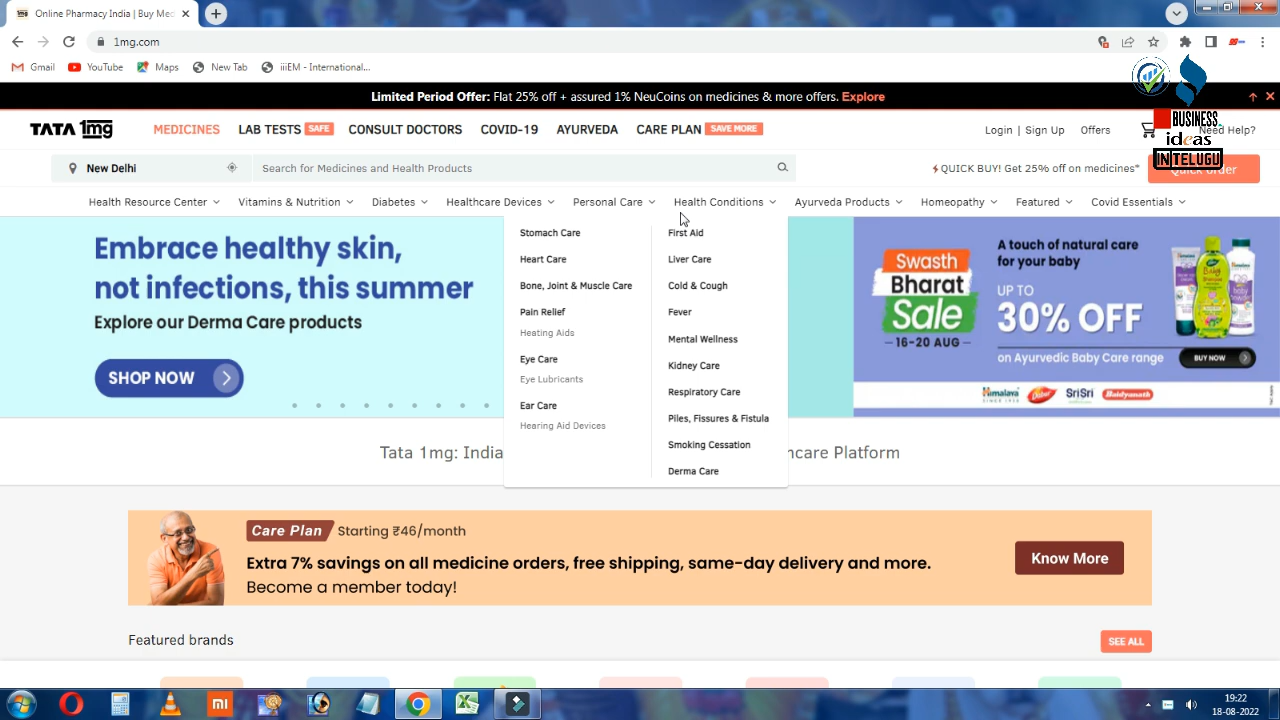 Online Pharmacy India | Buy Med
1mg.com
Gmail
YouTube
Maps
New Tab
iiiEM - International...
Limited Period Offer: Flat 25% off + assured 1% NeuCoins on medicines & more offers. Explore
TATA 1mg
MEDICINES
LAB TESTS SAFE
CONSULT DOCTORS
COVID-19
AYURVEDA
CARE PLAN SAVE MORE
Login | Sign Up
Offers
Need Help?
BUSINESS
ideas
IN TELUGU
New Delhi
Search for Medicines and Health Products
QUICK BUY! Get 25% off on medicines*
Quick order
Health Resource Center
Vitamins & Nutrition
Diabetes
Healthcare Devices
Personal Care
Health Conditions
Ayurveda Products
Homeopathy
Featured
Covid Essentials
Embrace healthy skin,
not infections, this summer
Explore our Derma Care products
SHOP NOW
Stomach Care
Heart Care
Bone, Joint & Muscle Care
Pain Relief
Heating Aids
Eye Care
Eye Lubricants
Ear Care
Hearing Aid Devices
First Aid
Liver Care
Cold & Cough
Fever
Mental Wellness
Kidney Care
Respiratory Care
Piles, Fissures & Fistula
Smoking Cessation
Derma Care
Swasth
Bharat
Sale
- 16-20 AUG -
A touch of natural care
for your baby
UP TO
30% OFF
on Ayurvedic Baby Care range
BUY NOW
Himalaya
SINCE 1930
Dabur
Sri Sri
Baidyanath
Tata 1mg: India
hcare Platform
Care Plan Starting ₹46/month
Extra 7% savings on all medicine orders, free shipping, same-day delivery and more.
Become a member today!
Know More
Featured brands
SEE ALL
19:22
18-08-2022